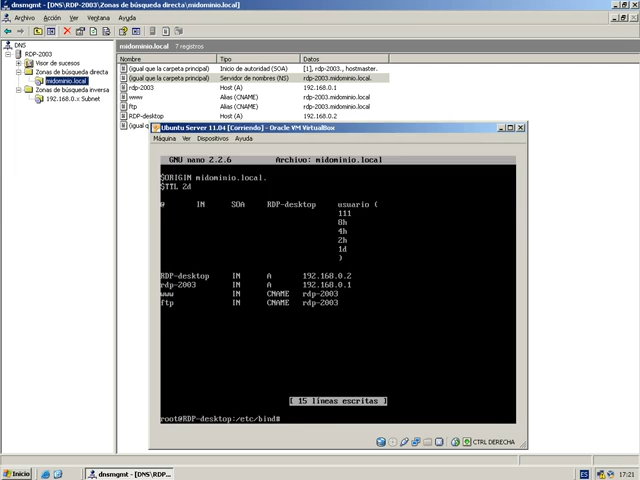 dnsmgmt - [DNS\RDP-2003\Zonas de búsqueda directa\midominio.local]
Archivo Acción Ver Ventana Ayuda
DNS
RDP-2003
Visor de sucesos
Zonas de búsqueda directa
midominio.local
Zonas de búsqueda inversa
192.168.0.x Subnet
midominio.local 7 registros
Nombre Tipo Datos
(igual que la carpeta principal) Inicio de autoridad (SOA) [1], rdp-2003., hostmaster.
(igual que la carpeta principal) Servidor de nombres (NS) rdp-2003.midominio.local.
rdp-2003 Host (A) 192.168.0.1
www Alias (CNAME) rdp-2003.midominio.local.
ftp Alias (CNAME) rdp-2003.midominio.local.
RDP-desktop Host (A) 192.168.0.2
(igual q
Ubuntu Server 11.04 [Corriendo] - Oracle VM VirtualBox
Máquina Ver Dispositivos Ayuda
GNU nano 2.2.6 Archivo: midominio.local
$ORIGIN midominio.local.
$TTL 2d
@ IN SOA RDP-desktop usuario (
111
8h
4h
2h
1d
)
RDP-desktop IN A 192.168.0.2
rdp-2003 IN A 192.168.0.1
www IN CNAME rdp-2003
ftp IN CNAME rdp-2003
[ 15 líneas escritas ]
root@RDP-desktop:/etc/bind#
CTRL DERECHA
Inicio dnsmgmt - [DNS\RDP... ES 17:21